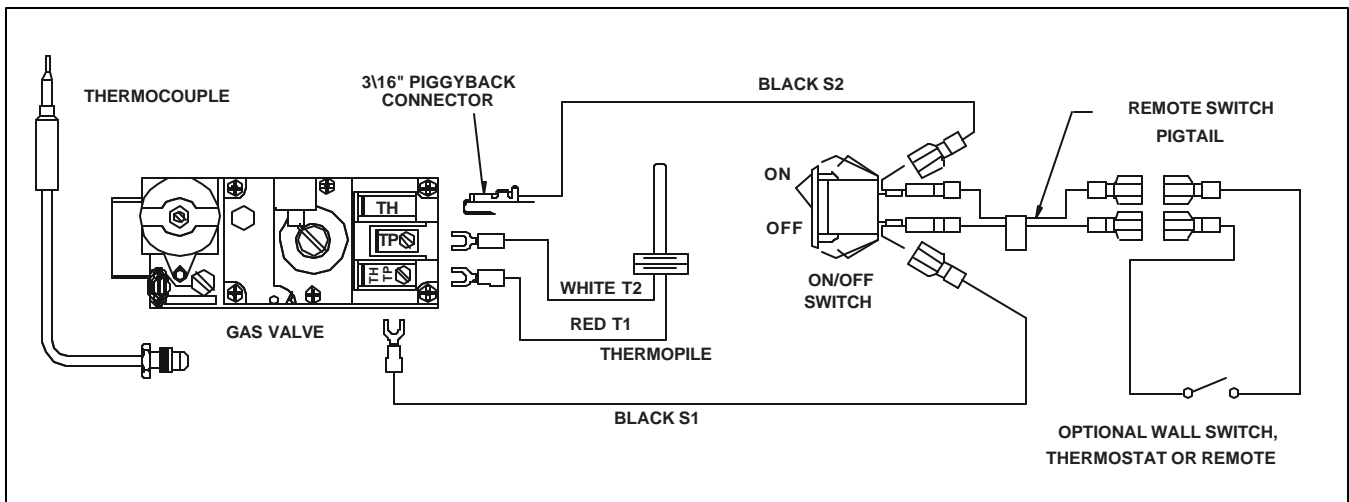 THERMOCOUPLE
3\16" PIGGYBACK
CONNECTOR
BLACK S2
REMOTE SWITCH
PIGTAIL
ON
OFF
TH
TP
TH
TP
WHITE T2
RED T1
THERMOPILE
GAS VALVE
ON/OFF
SWITCH
BLACK S1
OPTIONAL WALL SWITCH,
THERMOSTAT OR REMOTE